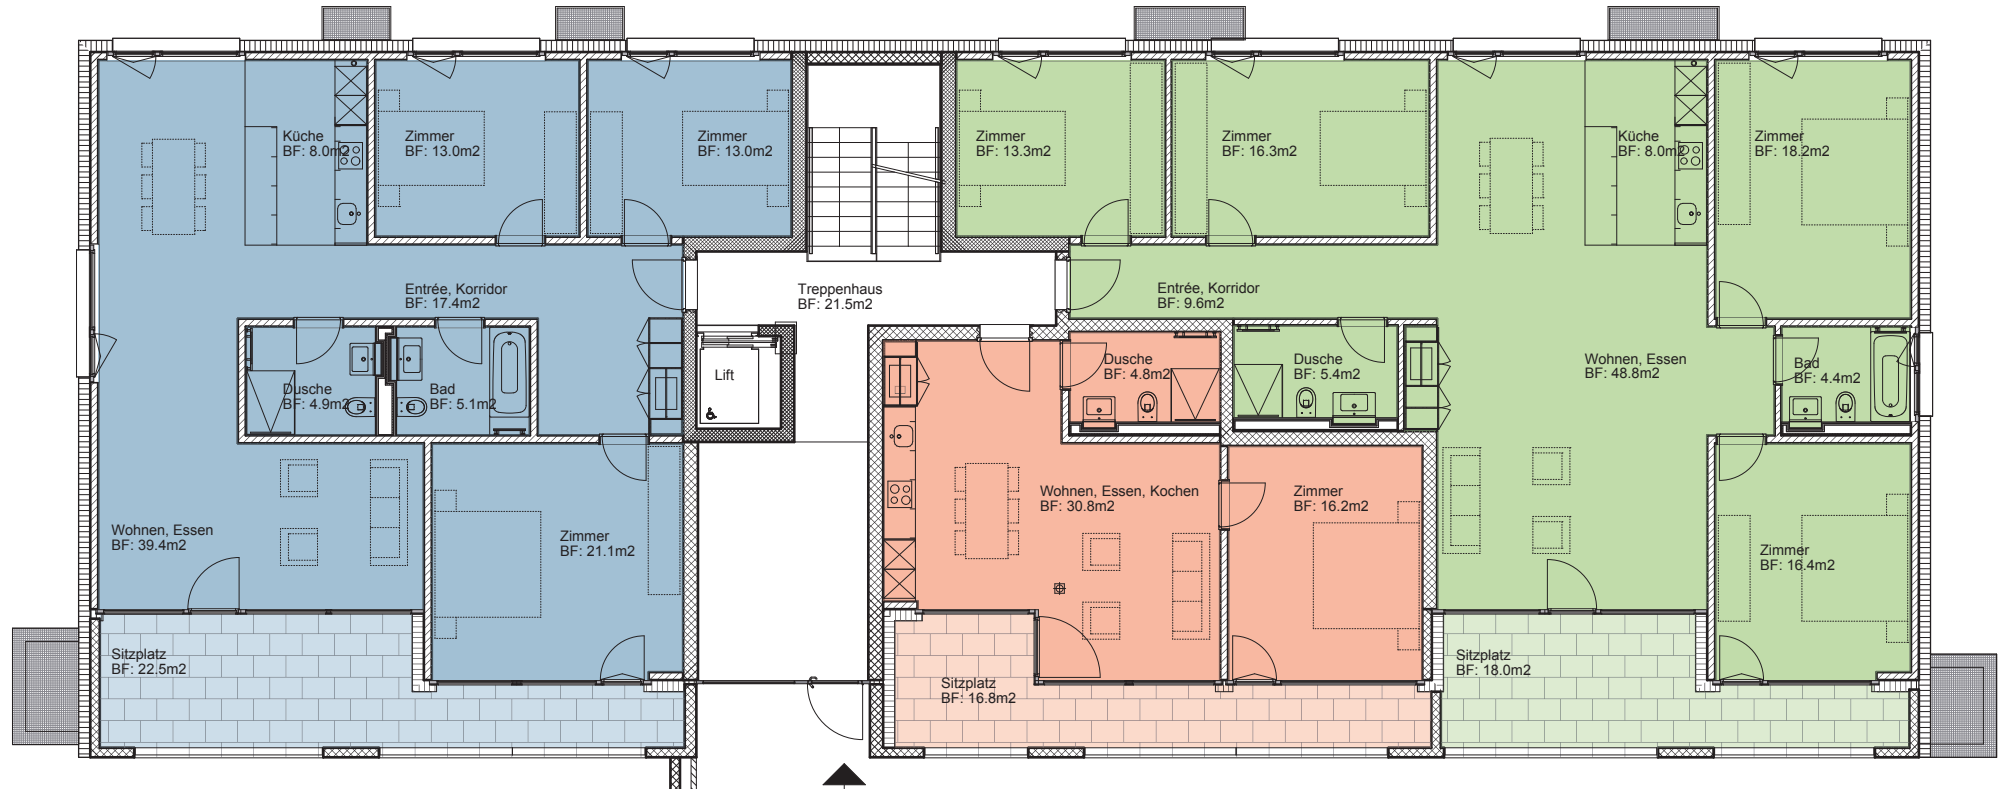 Küche
BF: 8.0m2
Zimmer
BF: 13.0m2
Zimmer
BF: 13.0m2
Zimmer
BF: 13.3m2
Zimmer
BF: 16.3m2
Küche
BF: 8.0m2
Zimmer
BF: 18.2m2
Entrée, Korridor
BF: 17.4m2
Treppenhaus
BF: 21.5m2
Entrée, Korridor
BF: 9.6m2
Dusche
BF: 4.9m2
Bad
BF: 5.1m2
Lift
Dusche
BF: 4.8m2
Dusche
BF: 5.4m2
Wohnen, Essen
BF: 48.8m2
Bad
BF: 4.4m2
Wohnen, Essen
BF: 39.4m2
Zimmer
BF: 21.1m2
Wohnen, Essen, Kochen
BF: 30.8m2
Zimmer
BF: 16.2m2
Zimmer
BF: 16.4m2
Sitzplatz
BF: 22.5m2
Sitzplatz
BF: 16.8m2
Sitzplatz
BF: 18.0m2